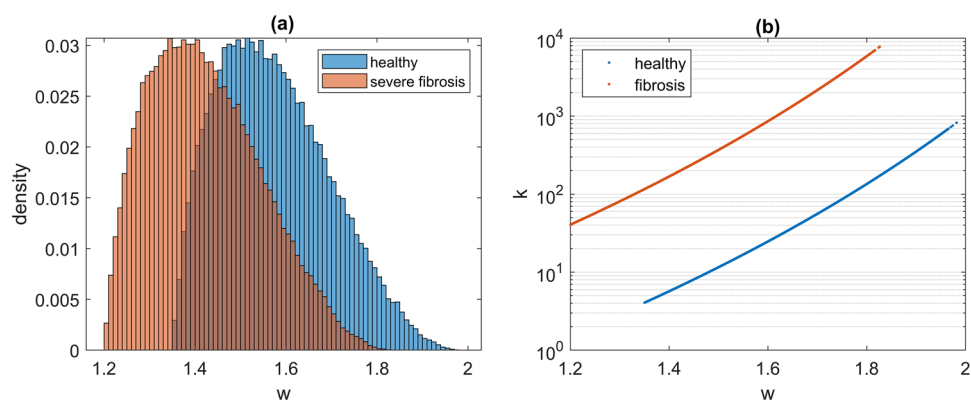 (a)
healthy
severe fibrosis
density
0.03
0.025
0.02
0.015
0.01
0.005
0
1.2 1.4 1.6 1.8 2
w
(b)
healthy
fibrosis
k
10^4
10^3
10^2
10^1
10^0
1.2 1.4 1.6 1.8 2
w